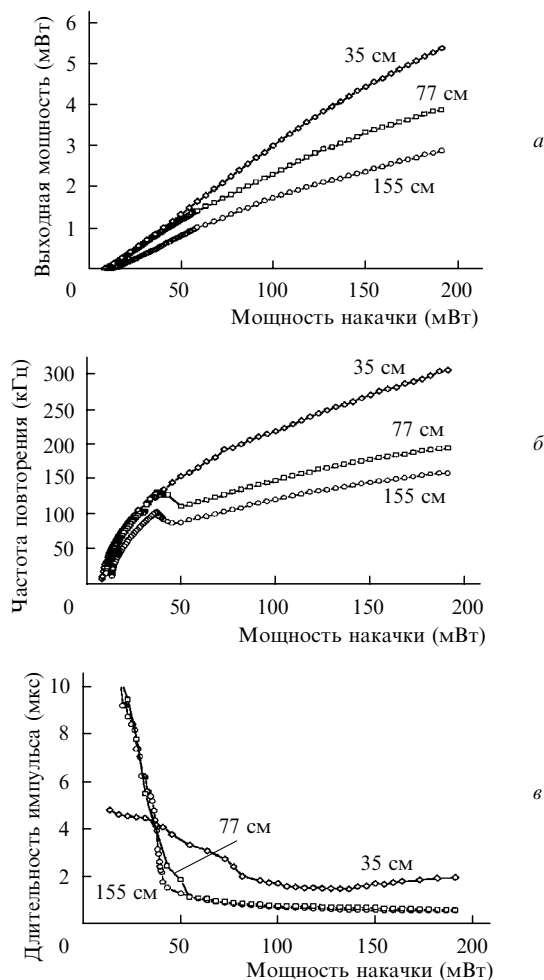 6
5
4
3
2
1
0
50
100
150
200
Выходная мощность (мВт)
Мощность накачки (мВт)
35 см
77 см
155 см
а
300
250
200
150
100
50
0
50
100
150
200
Частота повторения (кГц)
Мощность накачки (мВт)
35 см
77 см
155 см
б
10
8
6
4
2
0
50
100
150
200
Длительность импульса (мкс)
Мощность накачки (мВт)
77 см
35 см
155 см
в